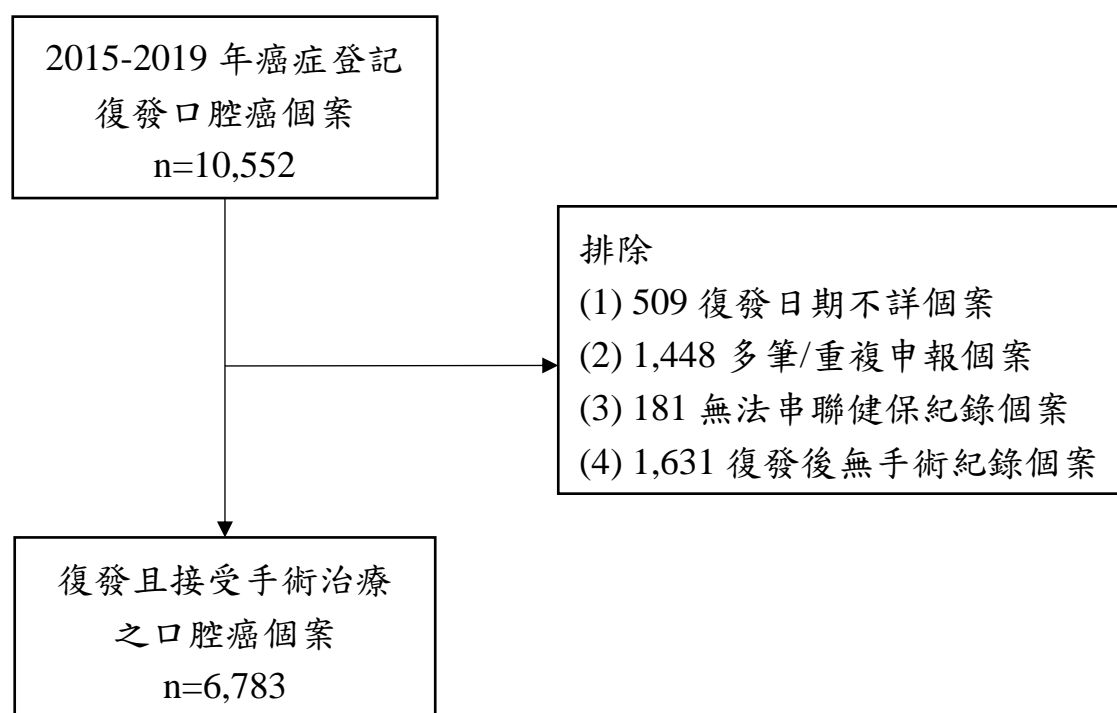 2015-2019 年癌症登記
復發口腔癌個案
n=10,552
排除
(1) 509 復發日期不詳個案
(2) 1,448 多筆/重複申報個案
(3) 181 無法串聯健保紀錄個案
(4) 1,631 復發後無手術紀錄個案
復發且接受手術治療
之口腔癌個案
n=6,783